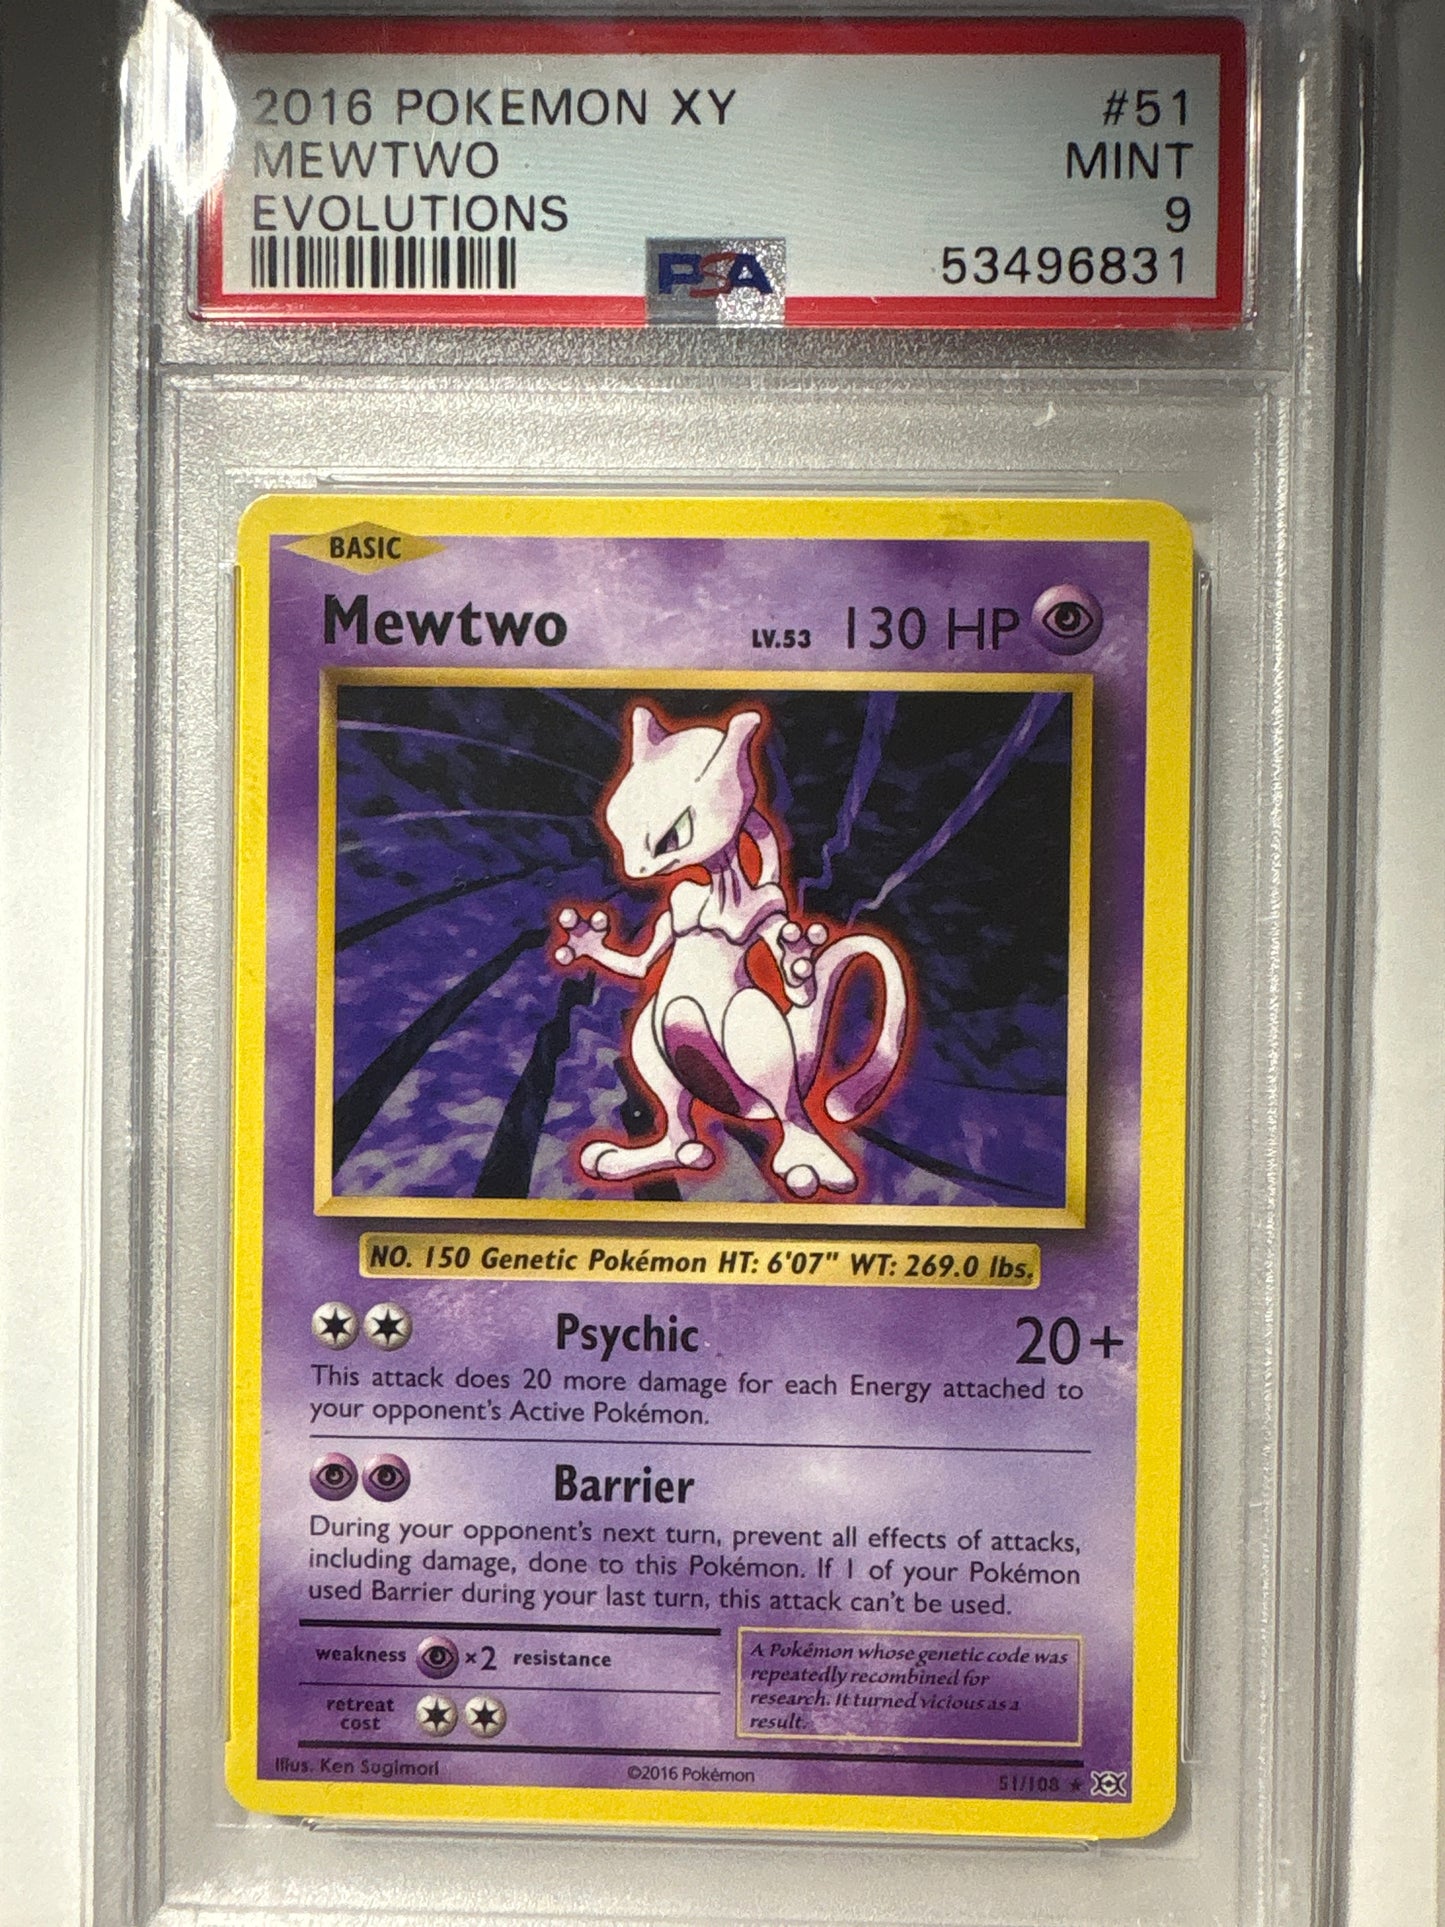 2016 POKEMON XY #51
MEWTWO MINT
EVOLUTIONS 9
PSA 53496831
BASIC
Mewtwo LV.53 130 HP
NO. 150 Genetic Pokémon HT: 6'07" WT: 269.0 lbs.
Psychic 20+
This attack does 20 more damage for each Energy attached to
your opponent's Active Pokémon.
Barrier
During your opponent's next turn, prevent all effects of attacks,
including damage, done to this Pokémon. If 1 of your Pokémon
used Barrier during your last turn, this attack can't be used.
weakness ×2 resistance
retreat
cost
A Pokémon whose genetic code was
repeatedly recombined for
research. It turned vicious as a
result.
Illus. Ken Sugimori ©2016 Pokémon 51/108 ★